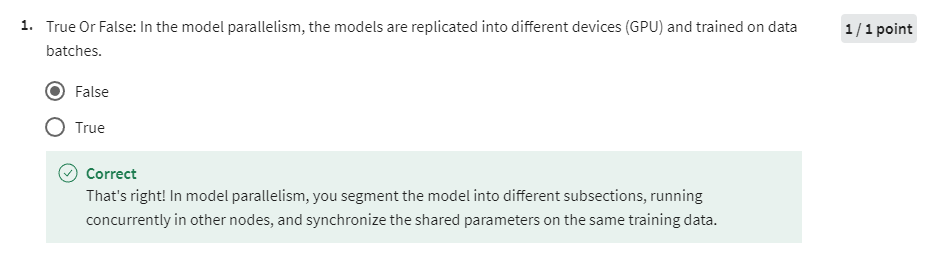 1. True Or False: In the model parallelism, the models are replicated into different devices (GPU) and trained on data
batches.
1 / 1 point
False
True
Correct
That's right! In model parallelism, you segment the model into different subsections, running
concurrently in other nodes, and synchronize the shared parameters on the same training data.